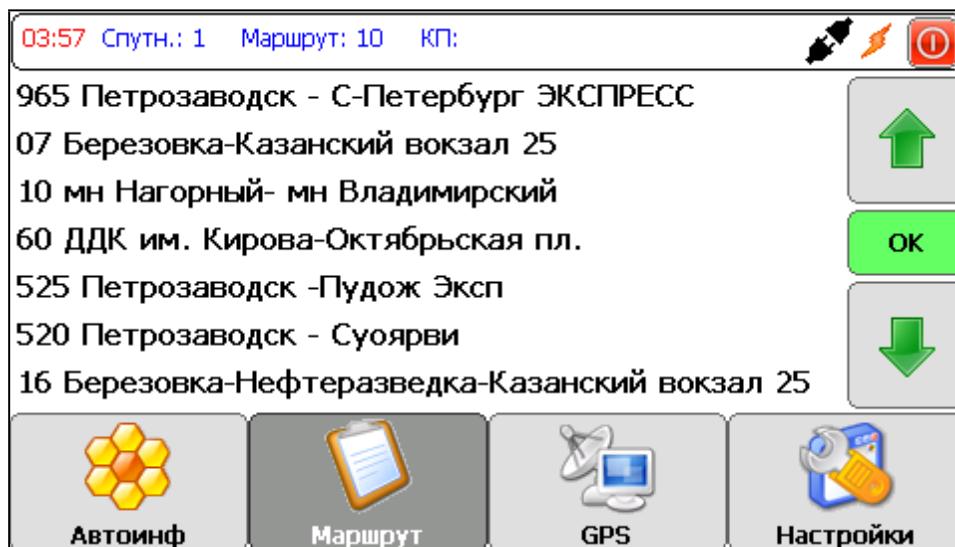 03:57 Спутн.: 1 Маршрут: 10 КП:
965 Петрозаводск - С-Петербург ЭКСПРЕСС
07 Березовка-Казанский вокзал 25
10 мн Нагорный- мн Владимирский
60 ДДК им. Кирова-Октябрьская пл.
OK
525 Петрозаводск -Пудож Эксп
520 Петрозаводск - Суоярви
16 Березовка-Нефтеразведка-Казанский вокзал 25
Автоинф Маршрут GPS Настройки